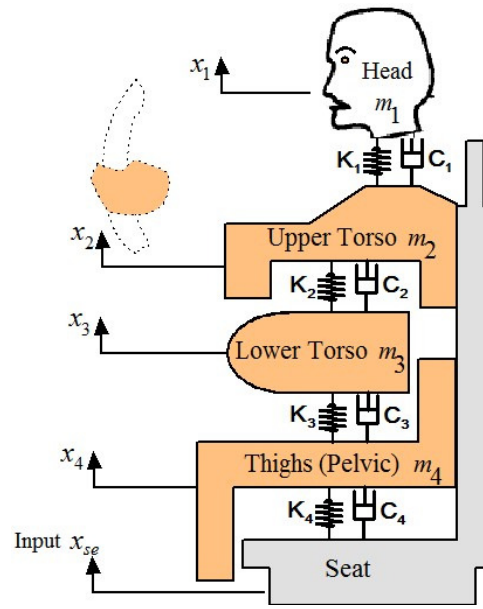 x₁
Head
m₁
K₁ C₁
x₂
Upper Torso m₂
K₂ C₂
x₃
Lower Torso m₃
K₃ C₃
x₄
Thighs (Pelvic) m₄
K₄ C₄
Input xₛₑ
Seat